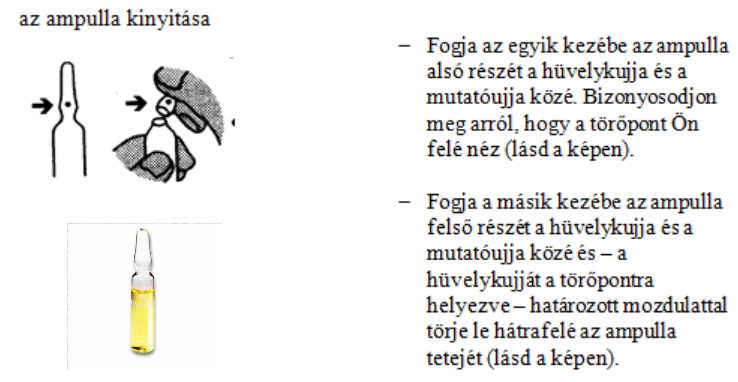 az ampulla kinyitása
– Fogja az egyik kezébe az ampulla
alsó részét a hüvelykujja és a
mutatóujja közé. Bizonyosodjon
meg arról, hogy a törőpont Ön
felé néz (lásd a képen).
– Fogja a másik kezébe az ampulla
felső részét a hüvelykujja és a
mutatóujja közé és – a
hüvelykujját a törőpontra
helyezve – határozott mozdulattal
törje le hátrafelé az ampulla
tetejét (lásd a képen).